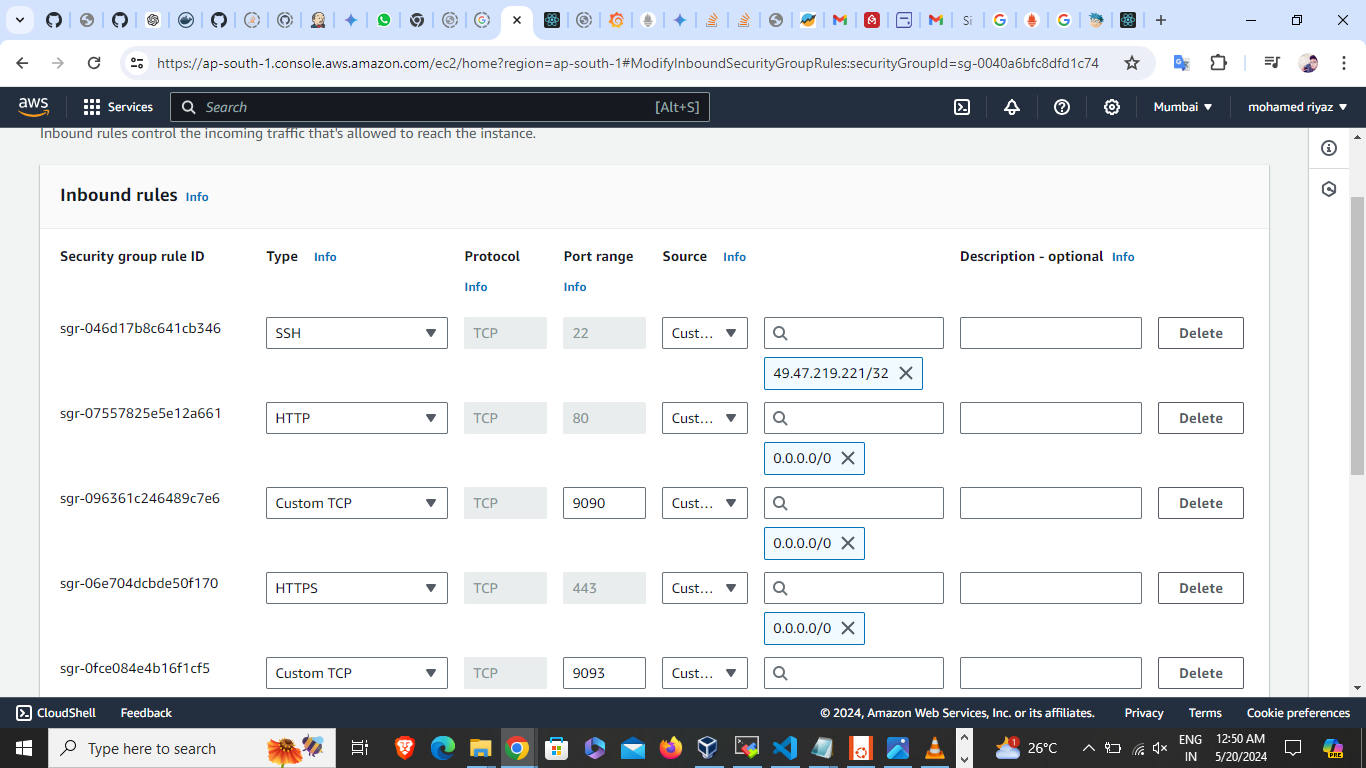 Si
https://ap-south-1.console.aws.amazon.com/ec2/home?region=ap-south-1#ModifyInboundSecurityGroupRules:securityGroupId=sg-0040a6bfc8dfd1c74
aws Services Search [Alt+S] Mumbai mohamed riyaz
Inbound rules control the incoming traffic that's allowed to reach the instance.
Inbound rules Info
Security group rule ID Type Info Protocol Port range Source Info Description - optional Info
Info Info
sgr-046d17b8c641cb346 SSH TCP 22 Cust... Delete
49.47.219.221/32
sgr-07557825e5e12a661 HTTP TCP 80 Cust... Delete
0.0.0.0/0
sgr-096361c246489c7e6 Custom TCP TCP 9090 Cust... Delete
0.0.0.0/0
sgr-06e704dcbde50f170 HTTPS TCP 443 Cust... Delete
0.0.0.0/0
sgr-0fce084e4b16f1cf5 Custom TCP TCP 9093 Cust... Delete
CloudShell Feedback © 2024, Amazon Web Services, Inc. or its affiliates. Privacy Terms Cookie preferences
Type here to search 1 26°C ENG IN 12:50 AM 5/20/2024 PRE